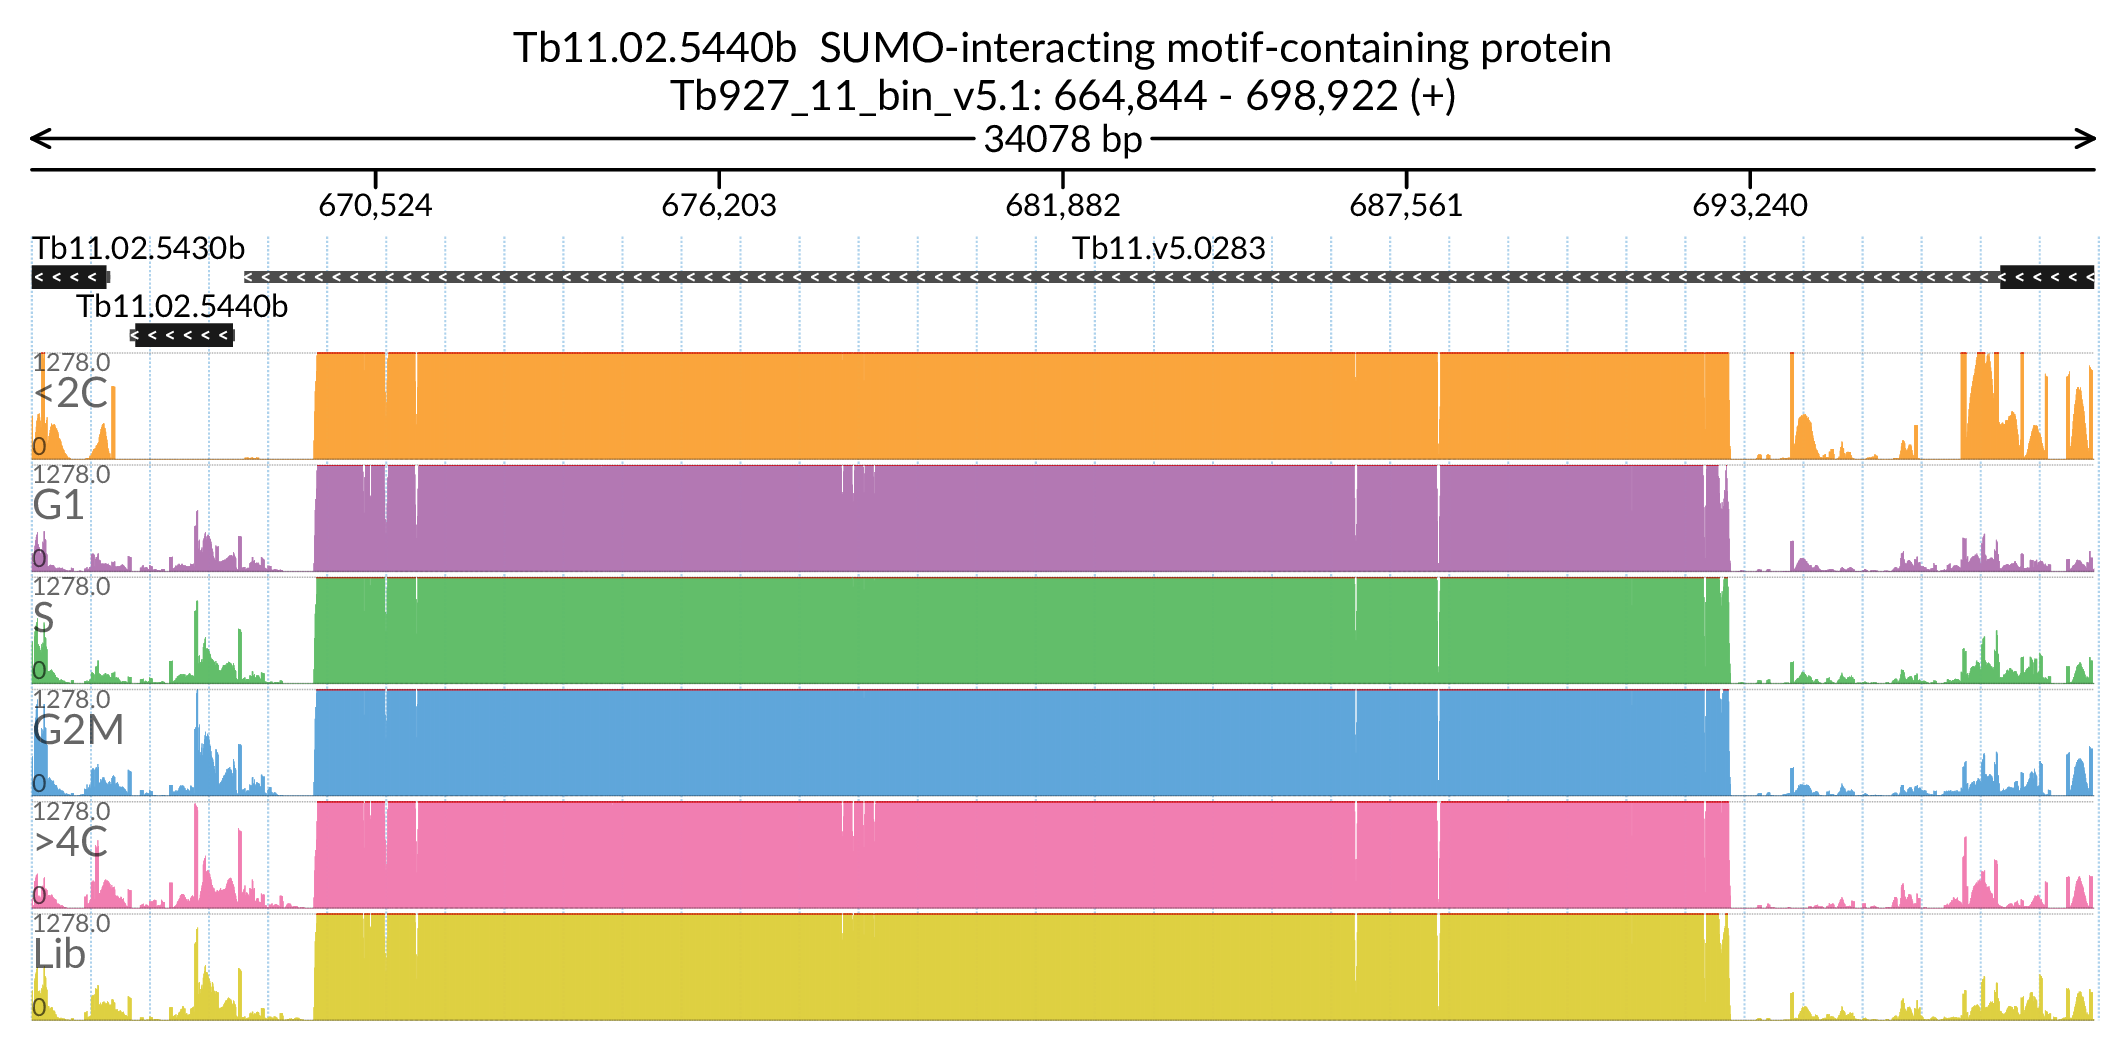 Tb11.02.5440b  SUMO-interacting motif-containing protein
Tb927_11_bin_v5.1: 664,844 - 698,922 (+)
34078 bp
670,524 676,203 681,882 687,561 693,240
Tb11.02.5430b Tb11.v5.0283
Tb11.02.5440b
1278.0
<2C
0
1278.0
G1
0
1278.0
S
0
1278.0
G2M
0
1278.0
>4C
0
1278.0
Lib
0